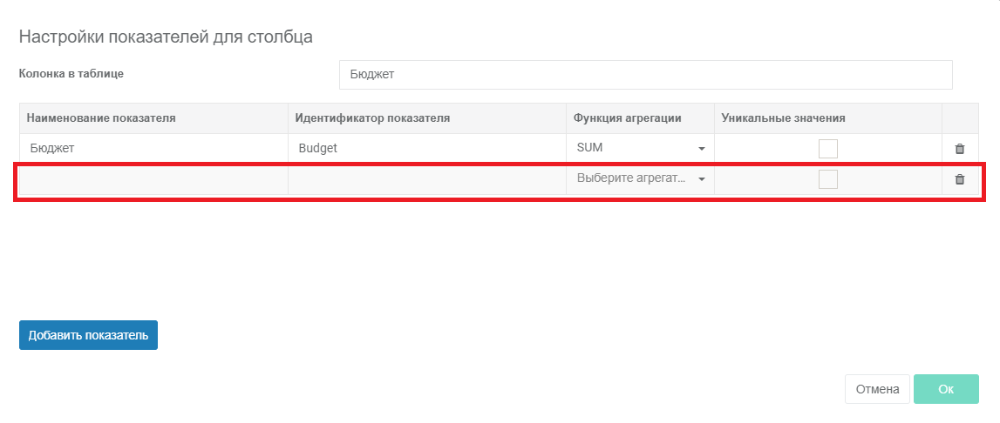 Настройки показателей для столбца
Колонка в таблице Бюджет
Наименование показателя Идентификатор показателя Функция агрегации Уникальные значения
Бюджет Budget SUM
Выберите агрегат...
Добавить показатель
Отмена Ок